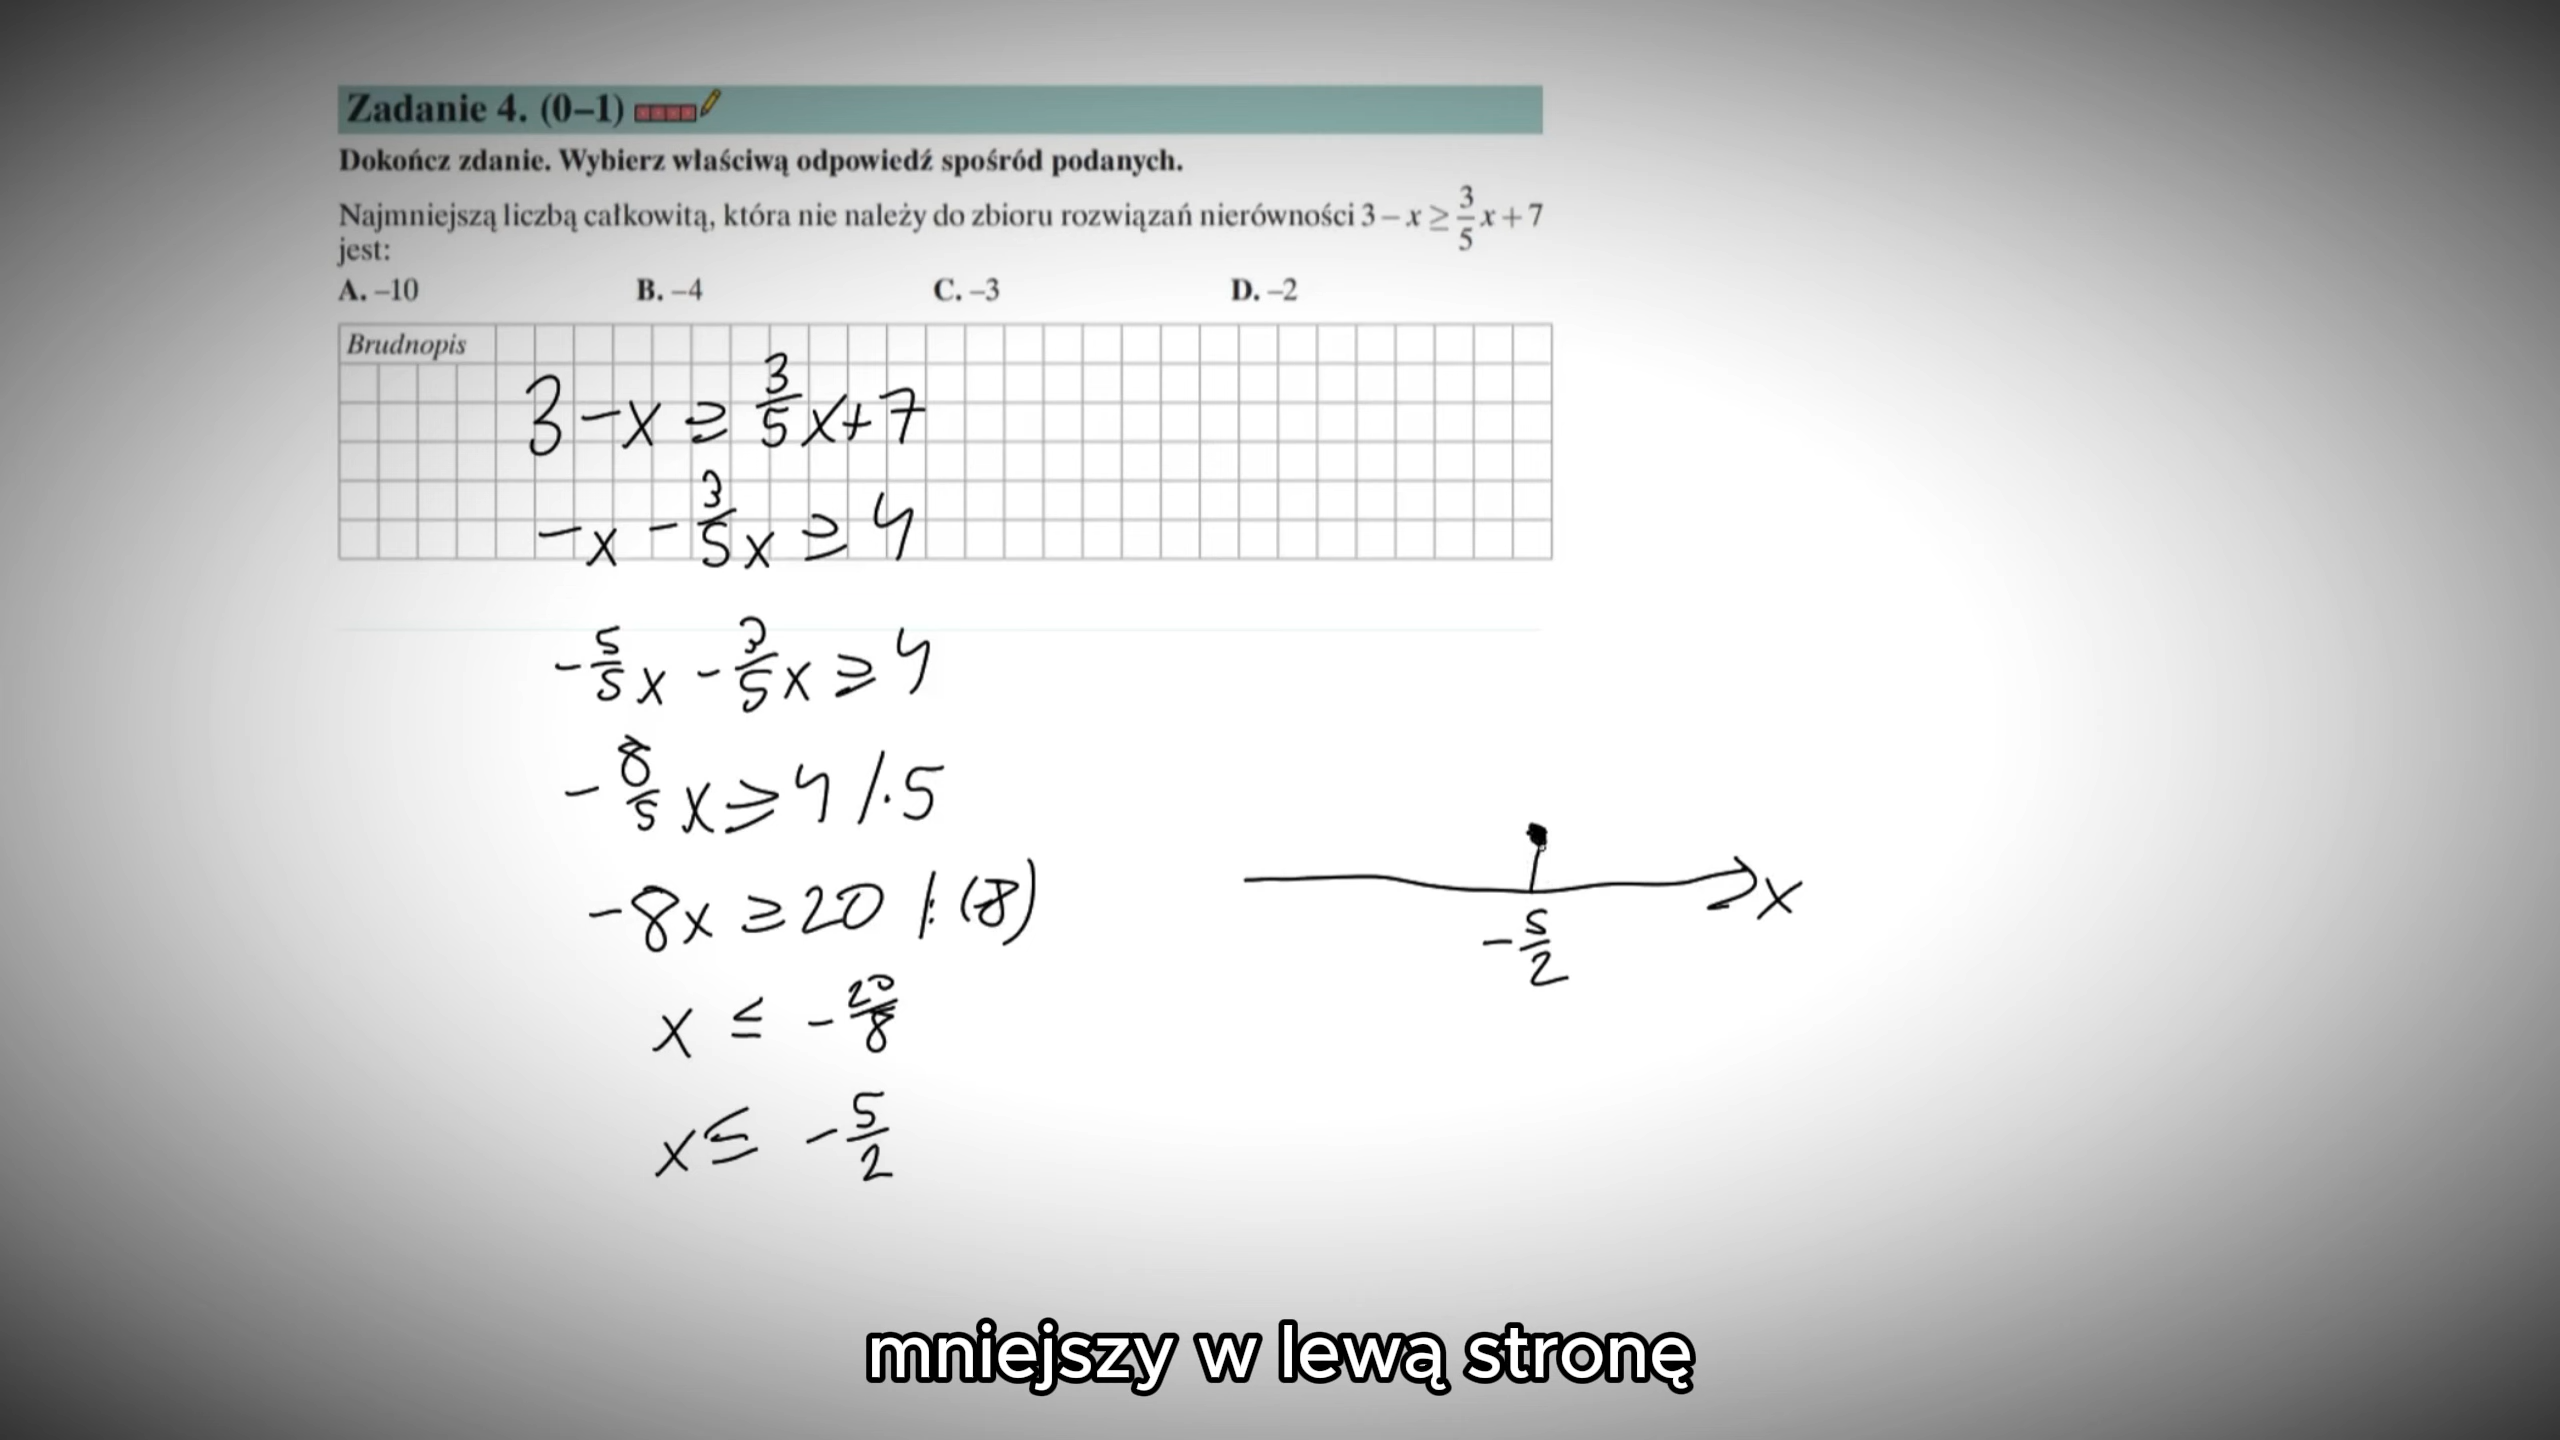 Zadanie 4. (0–1)
Dokończ zdanie. Wybierz właściwą odpowiedź spośród podanych.
Najmniejszą liczbą całkowitą, która nie należy do zbioru rozwiązań nierówności 3 – x ≥ 3/5 x + 7
jest:
A. –10 B. –4 C. –3 D. –2
Brudnopis
3 - x ≥ 3/5 x + 7
-x - 3/5 x ≥ 4
-5/5 x - 3/5 x ≥ 4
-8/5 x ≥ 4 /·5
-8x ≥ 20 /:(8)
x ≤ -20/8
x ≤ -5/2
x
-5/2
mniejszy w lewą stronę